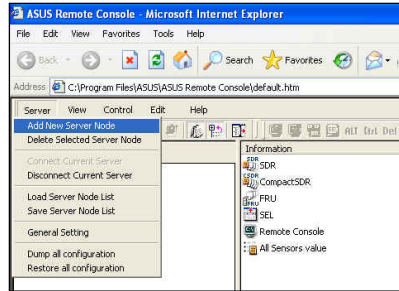 ASUS Remote Console - Microsoft Internet Explorer
File Edit View Favorites Tools Help
Back Search Favorites
Address C:\Program Files\ASUS\ASUS Remote Console\default.htm
Server View Control Edit Help
Add New Server Node
Delete Selected Server Node
Connect Current Server
Disconnect Current Server
Load Server Node List
Save Server Node List
General Setting
Dump all configuration
Restore all configuration
ALT Ctrl Del
Information
SDR SDR
CSDR CompactSDR
FRU FRU
SEL
Remote Console
All Sensors value